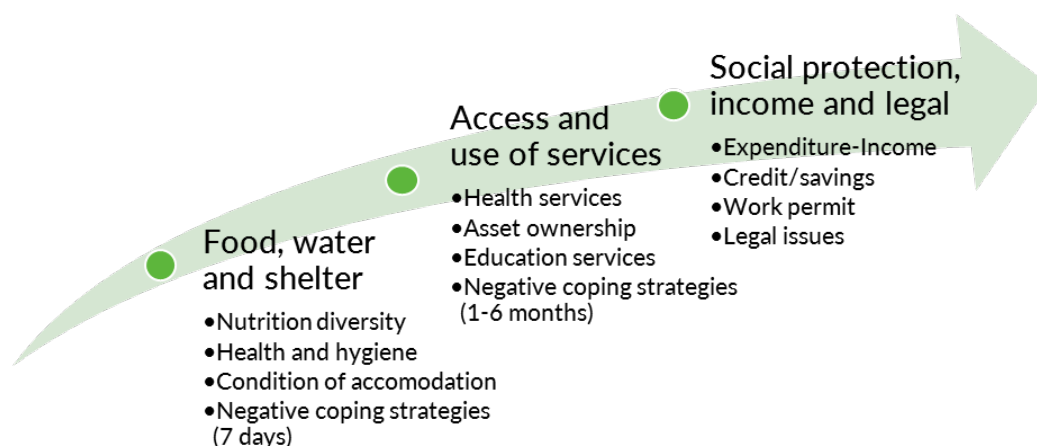 Food, water
and shelter
•Nutrition diversity
•Health and hygiene
•Condition of accomodation
•Negative coping strategies
(7 days)
Access and
use of services
•Health services
•Asset ownership
•Education services
•Negative coping strategies
(1-6 months)
Social protection,
income and legal
•Expenditure-Income
•Credit/savings
•Work permit
•Legal issues